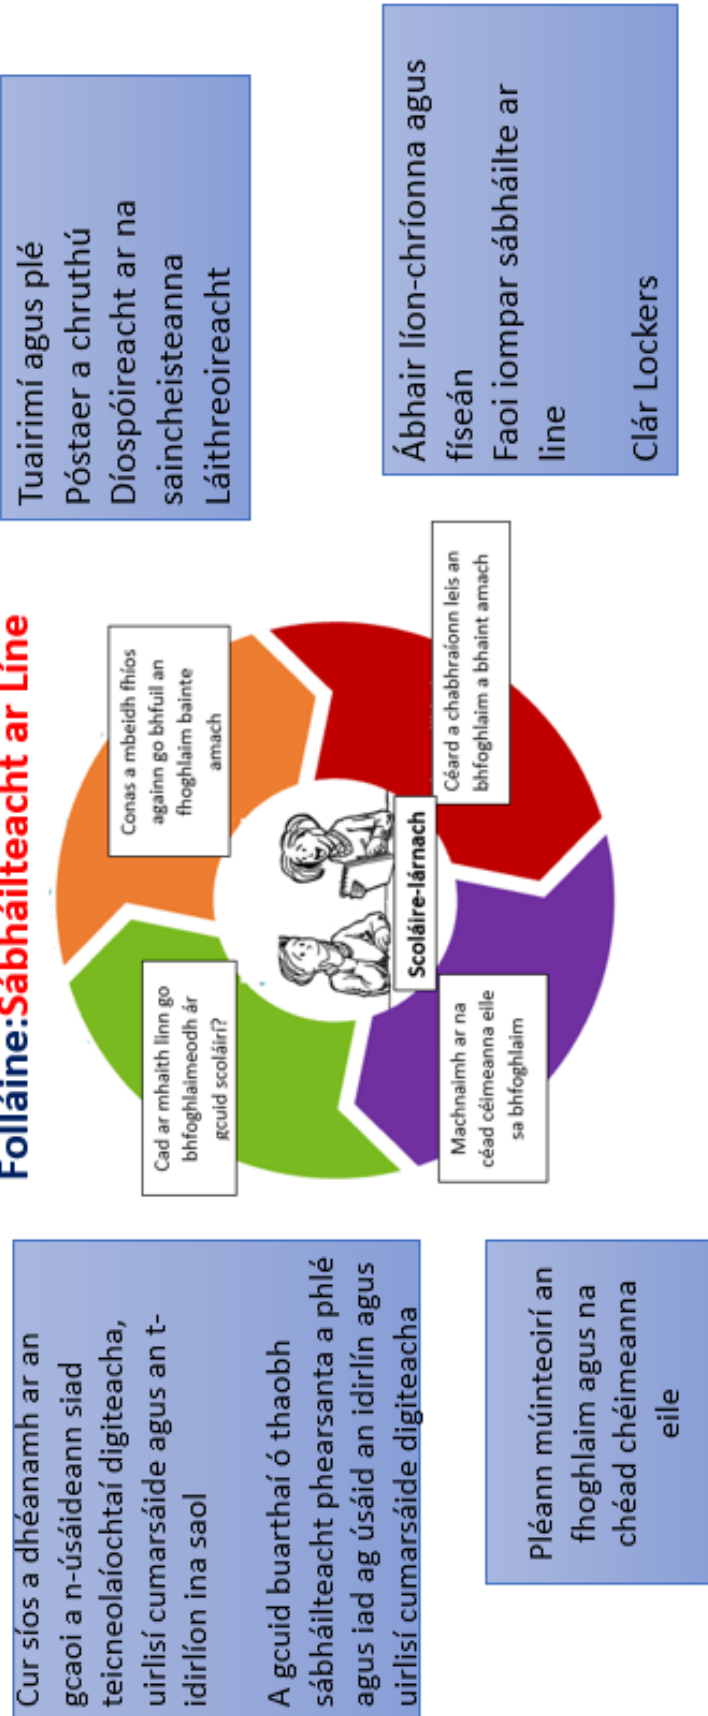 Folláine:Sábháilteacht ar Líne
Cur síos a dhéanamh ar an
gcaoi a n-úsáideann siad
teicneolaíochtaí digiteacha,
uirlisí cumarsáide agus an t-
idirlíon ina saol
A gcuid buarthaí ó thaobh
sábháilteacht phearsanta a phlé
agus iad ag úsáid an idirlín agus
uirlisí cumarsáide digiteacha
Cad ar mhaith linn go
bhfoghlaimeodh ár
gcuid scoláirí?
Conas a mbeidh fhíos
againn go bhfuil an
fhoghlaim bainte
amach
Tuairimí agus plé
Póstaer a chruthú
Díospóireacht ar na
saincheisteanna
Láithreoireacht
Scoláire-lárnach
Pléann múinteoirí an
fhoghlaim agus na
chéad chéimeanna
eile
Machnaimh ar na
céad céimeanna eile
sa bhfoghlaim
Céard a chabhraíonn leis an
bhfoghlaim a bhaint amach
Ábhair líon-chríonna agus
físeán
Faoi iompar sábháilte ar
line
Clár Lockers